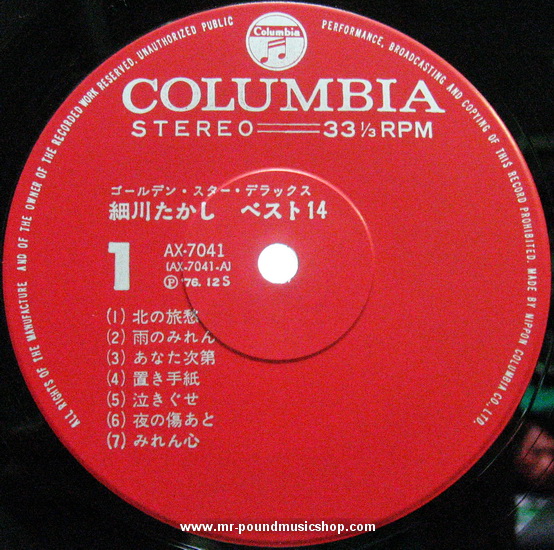 ALL RIGHTS OF THE MANUFACTURE AND OF THE OWNER OF THE RECORDED WORK RESERVED. UNAUTHORIZED PUBLIC PERFORMANCE, BROADCASTING AND COPYING OF THIS RECORD PROHIBITED. MADE BY NIPPON COLUMBIA CO., LTD.
Columbia
COLUMBIA
STEREO 33 1/3 RPM
ゴールデン・スター・デラックス
細川たかし ベスト14
1
AX-7041
(AX-7041-A)
Ⓟ '76. 12 S
(1) 北の旅愁
(2) 雨のみれん
(3) あなた次第
(4) 置き手紙
(5) 泣きぐせ
(6) 夜の傷あと
(7) みれん心
www.mr-poundmusicshop.com